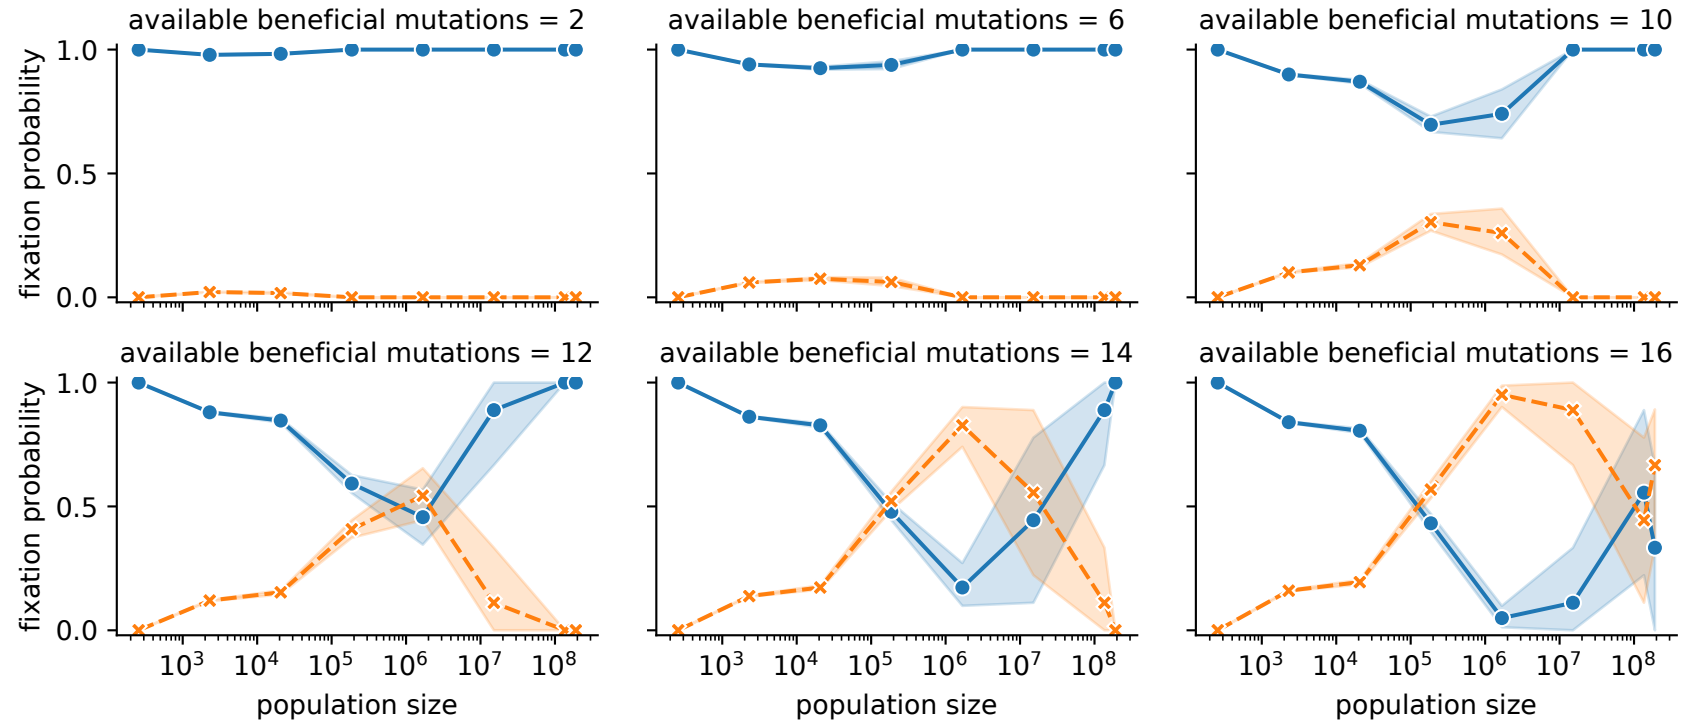 available beneficial mutations = 2
available beneficial mutations = 6
available beneficial mutations = 10
fixation probability
1.0
0.5
0.0
available beneficial mutations = 12
available beneficial mutations = 14
available beneficial mutations = 16
fixation probability
1.0
0.5
0.0
10³ 10⁴ 10⁵ 10⁶ 10⁷ 10⁸
10³ 10⁴ 10⁵ 10⁶ 10⁷ 10⁸
10³ 10⁴ 10⁵ 10⁶ 10⁷ 10⁸
population size
population size
population size